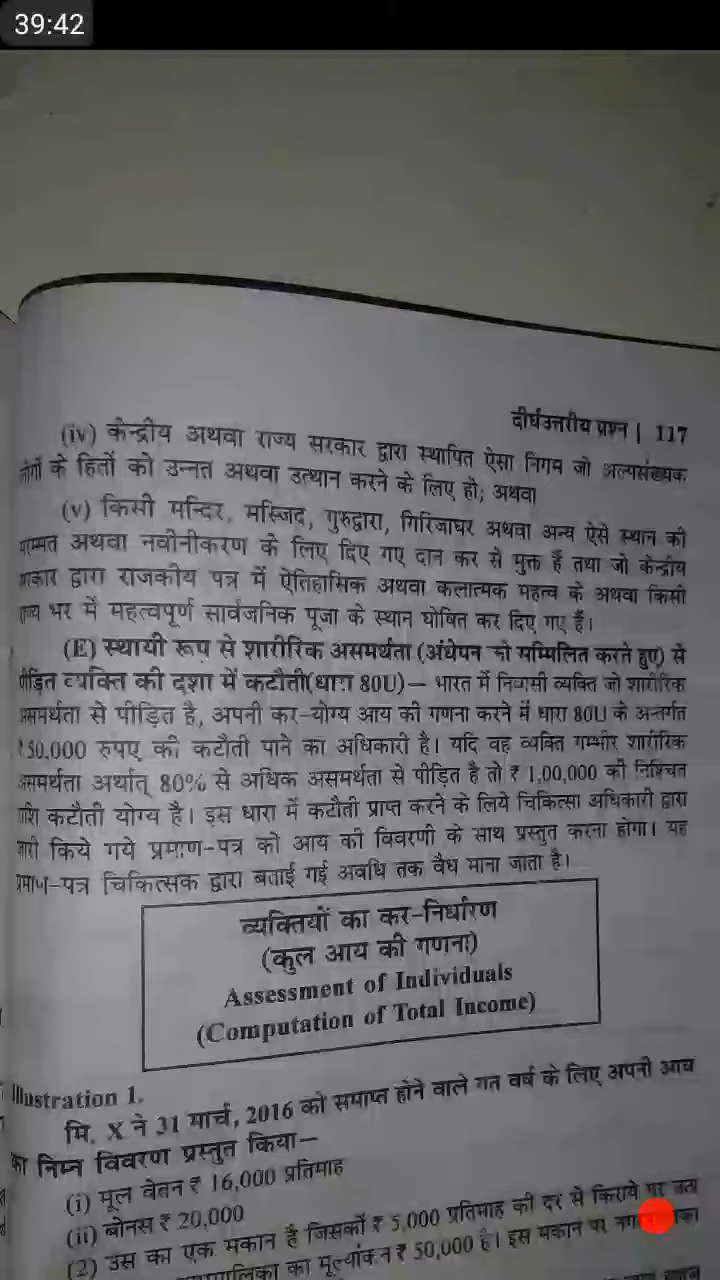 39:42
दीर्घउत्तरीय प्रश्न | 117
(iv) केन्द्रीय अथवा राज्य सरकार द्वारा स्थापित ऐसा निगम जो अल्पसंख्यक
के हितों को उन्नत अथवा उत्थान करने के लिए हो; अथवा
(v) किसी मन्दिर, मस्जिद, गुरुद्वारा, गिरिजाघर अथवा अन्य ऐसे स्थान की
अथवा नवीनीकरण के लिए दिए गए दान कर से मुक्त हैं तथा जो केन्द्रीय
द्वारा राजकीय पत्र में ऐतिहासिक अथवा कलात्मक महत्व के अथवा किसी
भर में महत्वपूर्ण सार्वजनिक पूजा के स्थान घोषित कर दिए गए हैं।
(E) स्थायी रूप से शारीरिक असमर्थता (अंधेपन को सम्मिलित करते हुए) से
व्यक्ति की दशा में कटौती(धारा 80U)— भारत में निवासी व्यक्ति जो शारीरिक
असमर्थता से पीड़ित है, अपनी कर-योग्य आय की गणना करने में धारा 80U के अन्तर्गत
₹50,000 रुपए की कटौती पाने का अधिकारी है। यदि वह व्यक्ति गम्भीर शारीरिक
असमर्थता अर्थात् 80% से अधिक असमर्थता से पीड़ित है तो ₹ 1,00,000 की निश्चित
कटौती योग्य है। इस धारा में कटौती प्राप्त करने के लिये चिकित्सा अधिकारी द्वारा
किये गये प्रमाण-पत्र को आय की विवरणी के साथ प्रस्तुत करना होगा। यह
प्रमाण-पत्र चिकित्सक द्वारा बताई गई अवधि तक वैध माना जाता है।
व्यक्तियों का कर-निर्धारण
(कुल आय की गणना)
Assessment of Individuals
(Computation of Total Income)
Illustration 1.
मि. X ने 31 मार्च, 2016 को समाप्त होने वाले गत वर्ष के लिए अपनी आय
का निम्न विवरण प्रस्तुत किया—
(i) मूल वेतन ₹ 16,000 प्रतिमाह
(ii) बोनस ₹ 20,000
(2) उस का एक मकान है जिसको ₹ 5,000 प्रतिमाह की दर से किराये पर उठा
का मूल्यांकन ₹ 50,000 है। इस मकान पर